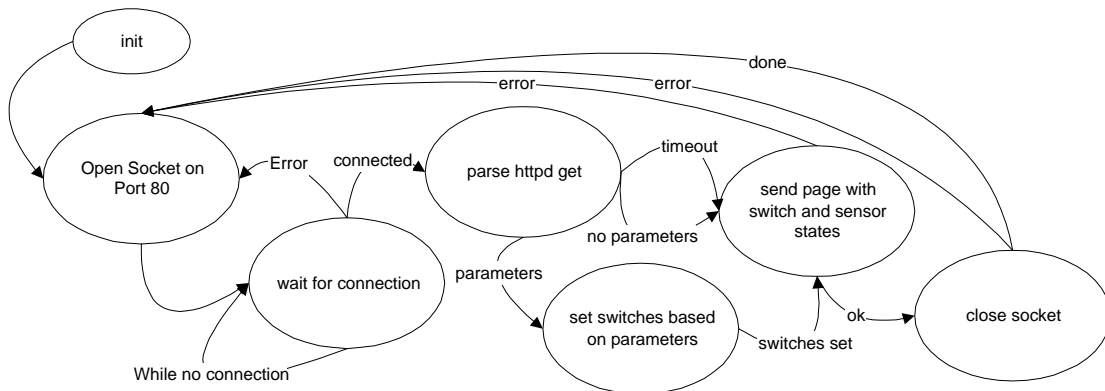 init
done
error
error
Open Socket on
Port 80
Error
connected
parse httpd get
timeout
send page with
switch and sensor
states
no parameters
parameters
wait for connection
set switches based
on parameters
switches set
ok
close socket
While no connection